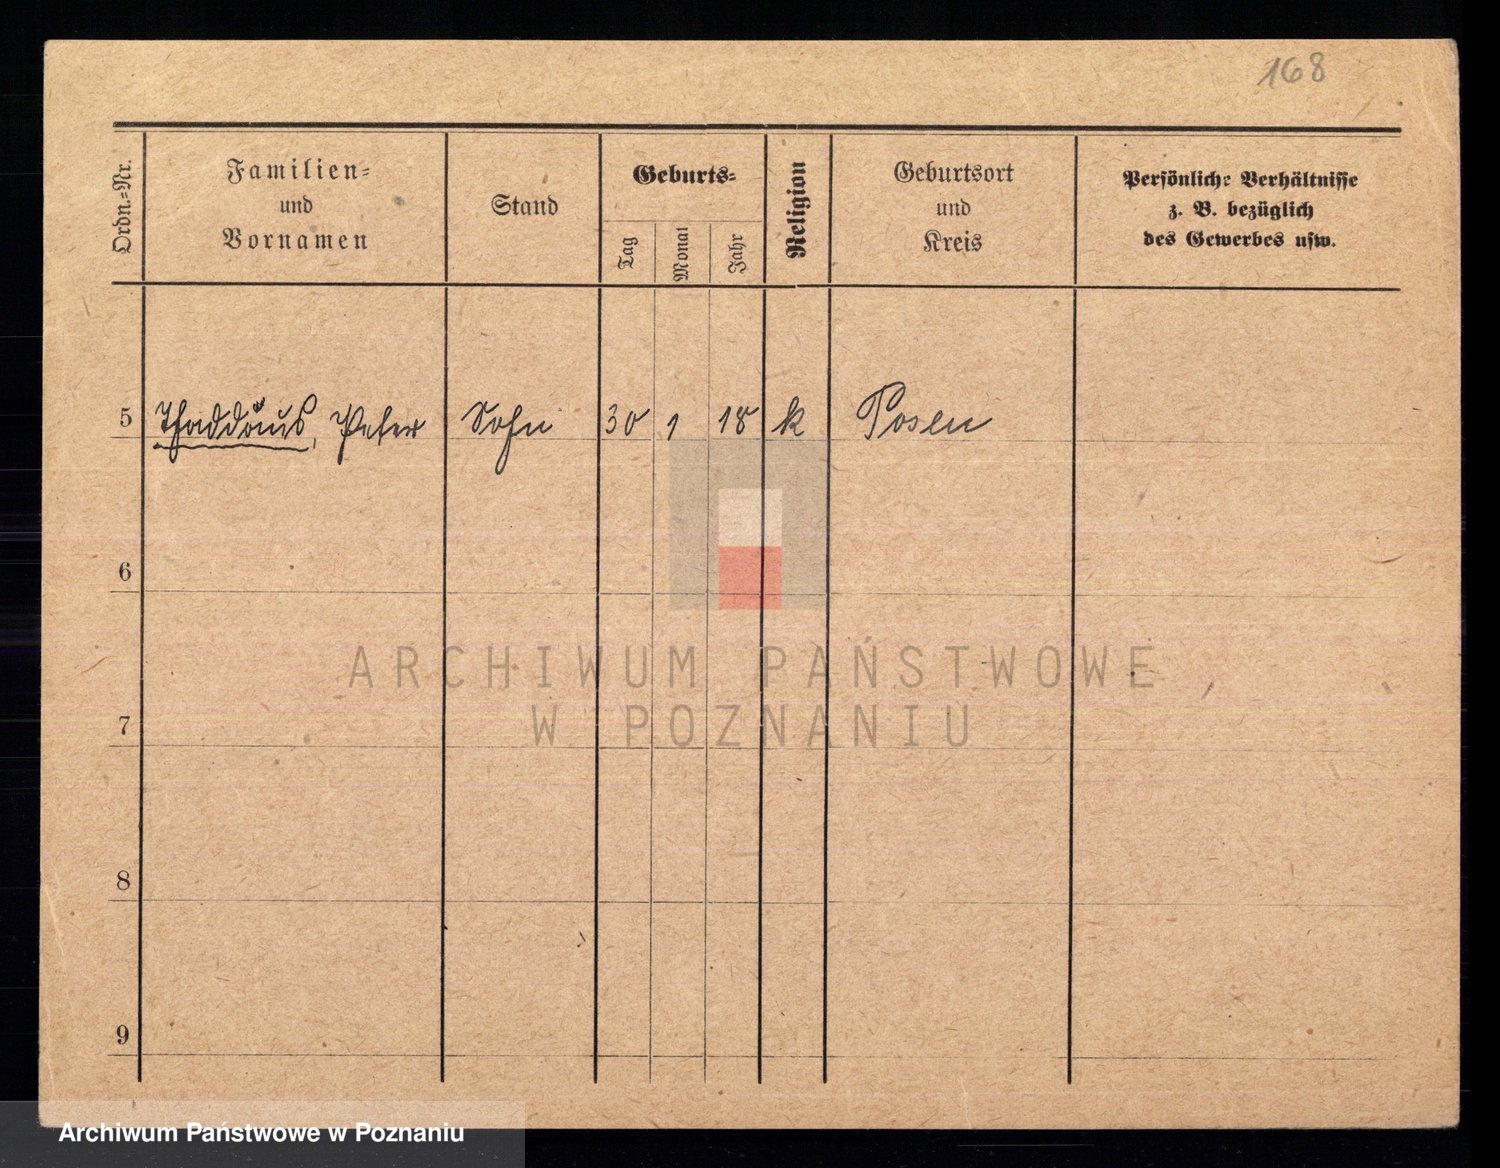 168
Ordn.-Nr.
Familien-
und
Vornamen
Stand
Geburts-
Tag
Monat
Jahr
Religion
Geburtsort
und
Kreis
Persönliche Verhältnisse
z. B. bezüglich
des Gewerbes usw.
5 Thaddäus, Peter Sohn 30 1 18 k Posen
6
7
8
9
ARCHIWUM PAŃSTWOWE
W POZNANIU
Archiwum Państwowe w Poznaniu